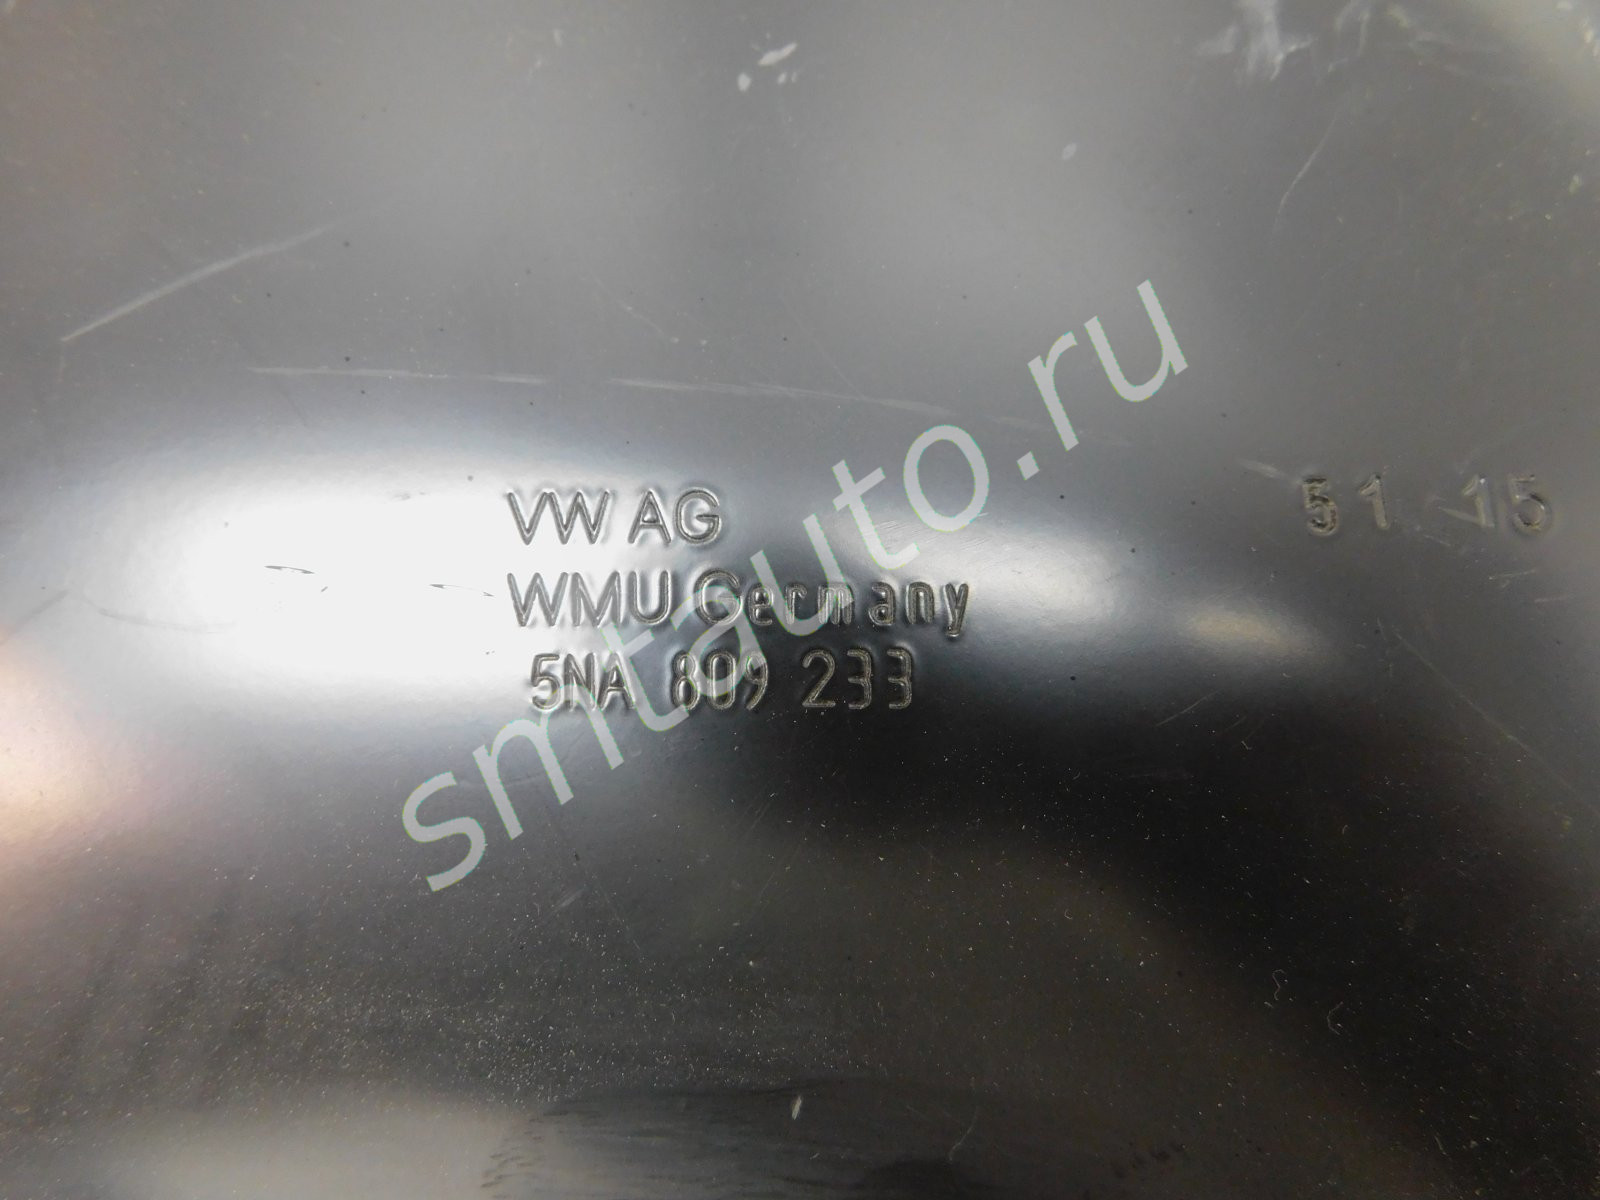 VW AG
51 15
WMU Germany
5NA 809 233
smtauto.ru